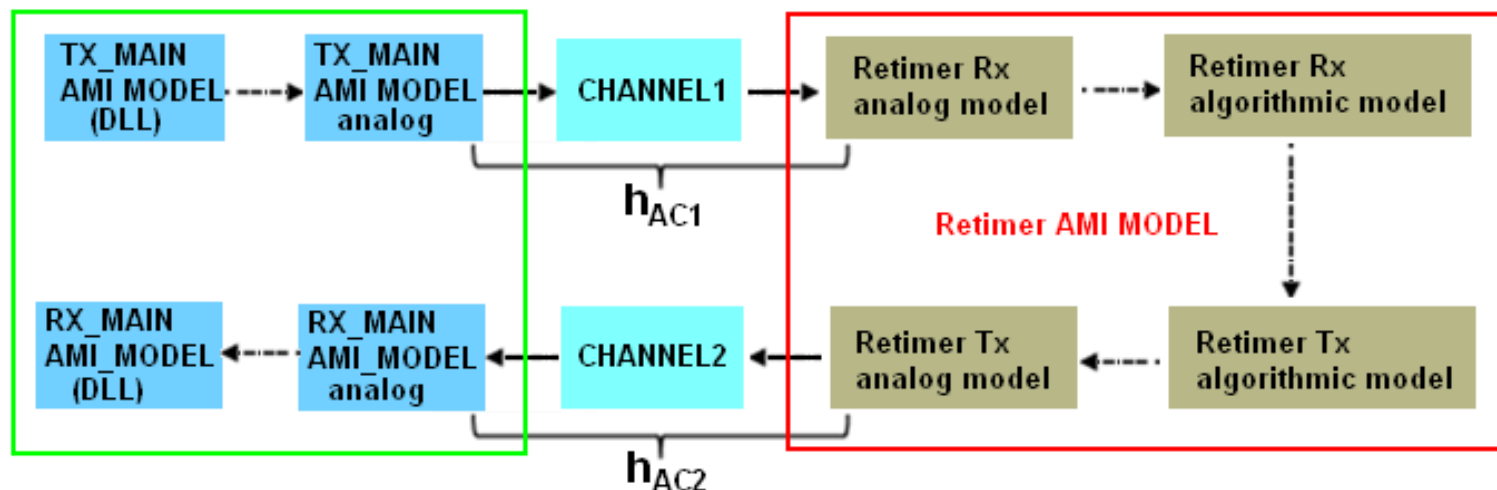 TX_MAIN
AMI MODEL
(DLL)
TX_MAIN
AMI MODEL
analog
CHANNEL1
Retimer Rx
analog model
Retimer Rx
algorithmic model
hAC1
Retimer AMI MODEL
RX_MAIN
AMI_MODEL
(DLL)
RX_MAIN
AMI_MODEL
analog
CHANNEL2
Retimer Tx
analog model
Retimer Tx
algorithmic model
hAC2